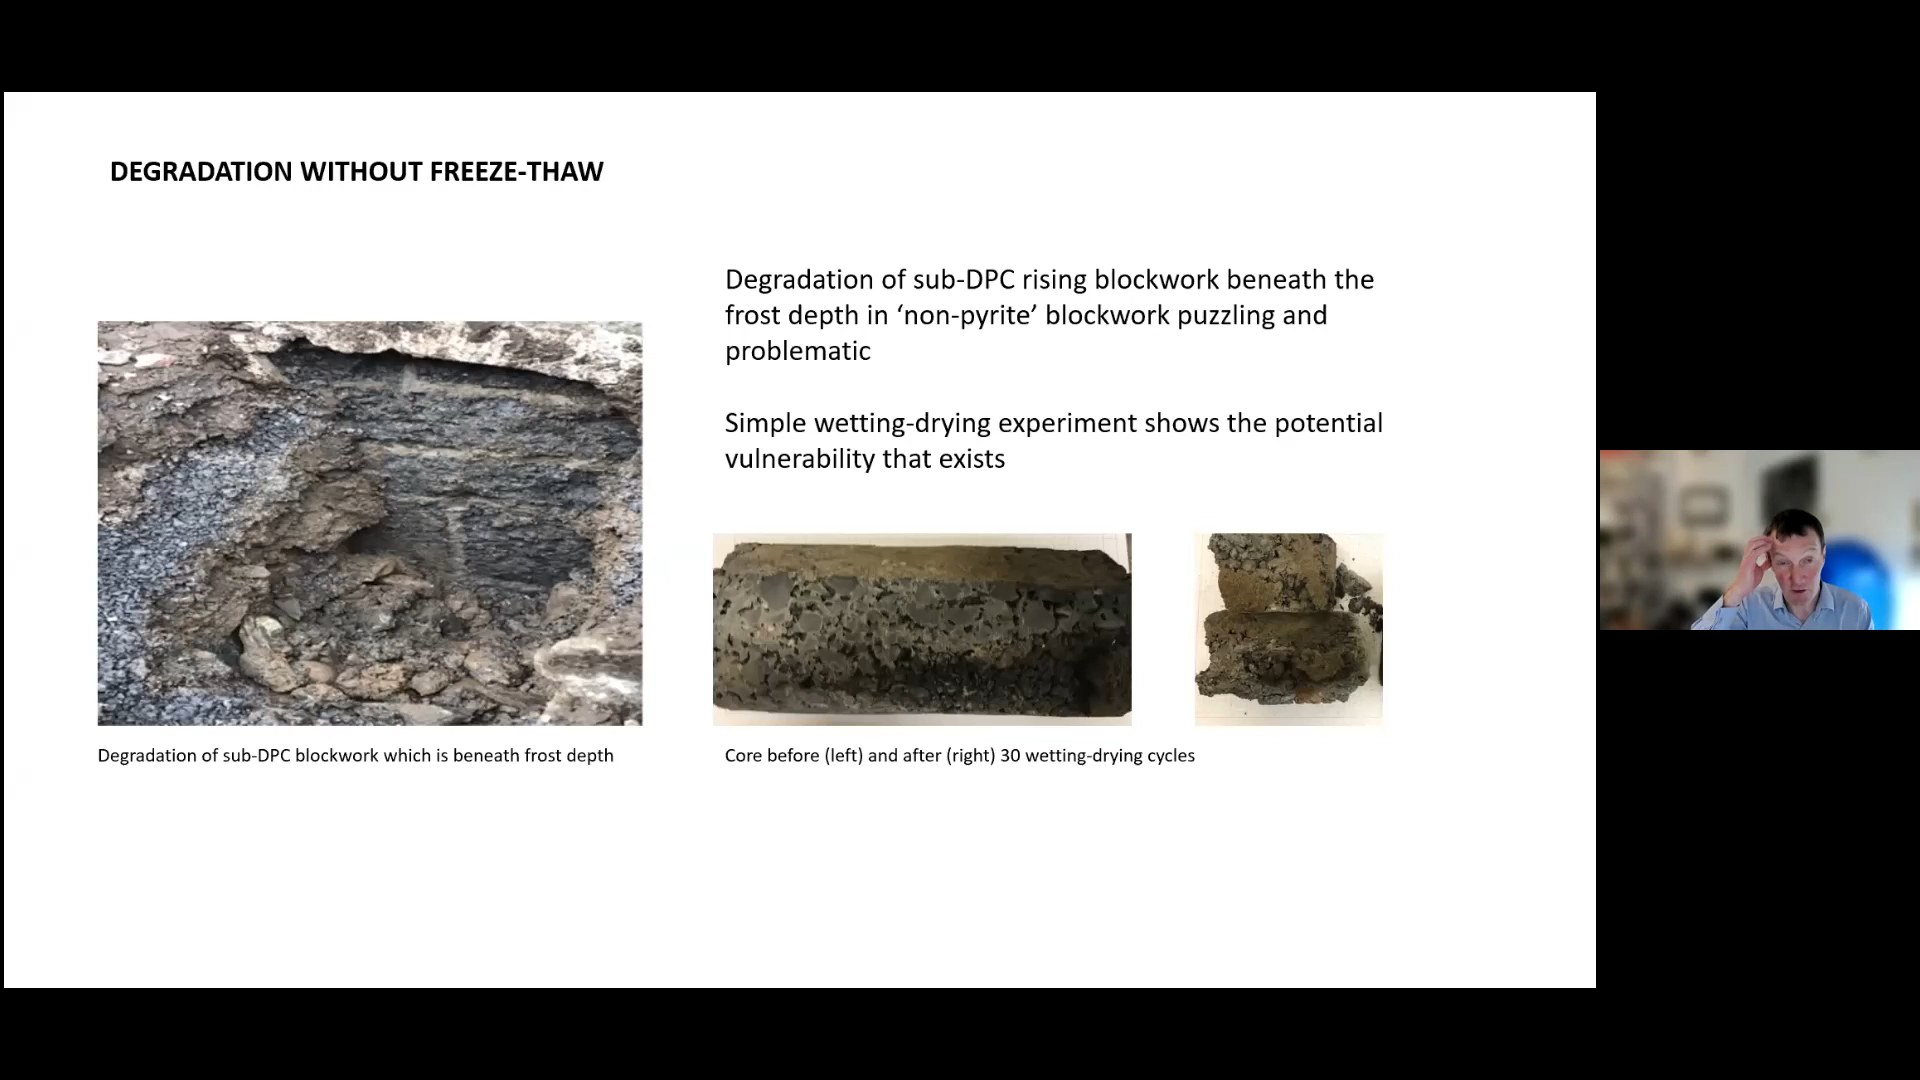 DEGRADATION WITHOUT FREEZE-THAW
Degradation of sub-DPC rising blockwork beneath the
frost depth in ‘non-pyrite’ blockwork puzzling and
problematic
Simple wetting-drying experiment shows the potential
vulnerability that exists
Degradation of sub-DPC blockwork which is beneath frost depth
Core before (left) and after (right) 30 wetting-drying cycles